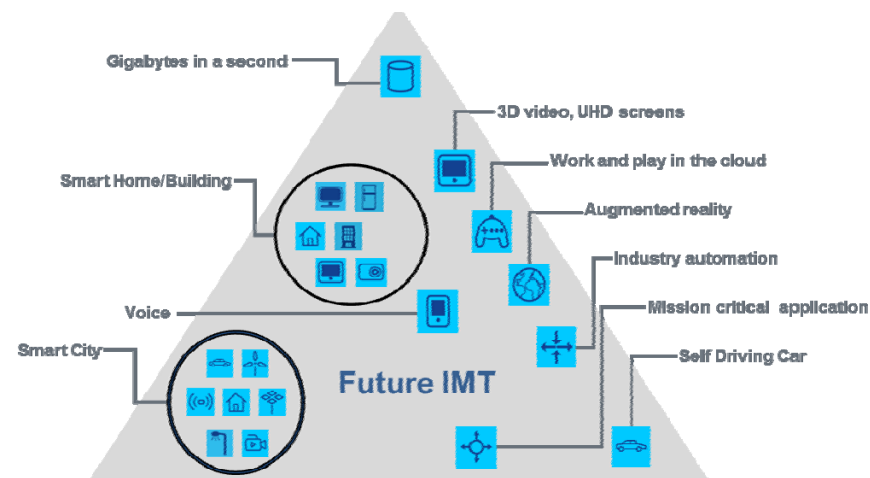 Gigabytes in a second
3D video, UHD screens
Work and play in the cloud
Smart Home/Building
Augmented reality
Industry automation
Mission critical application
Voice
Smart City
Self Driving Car
Future IMT